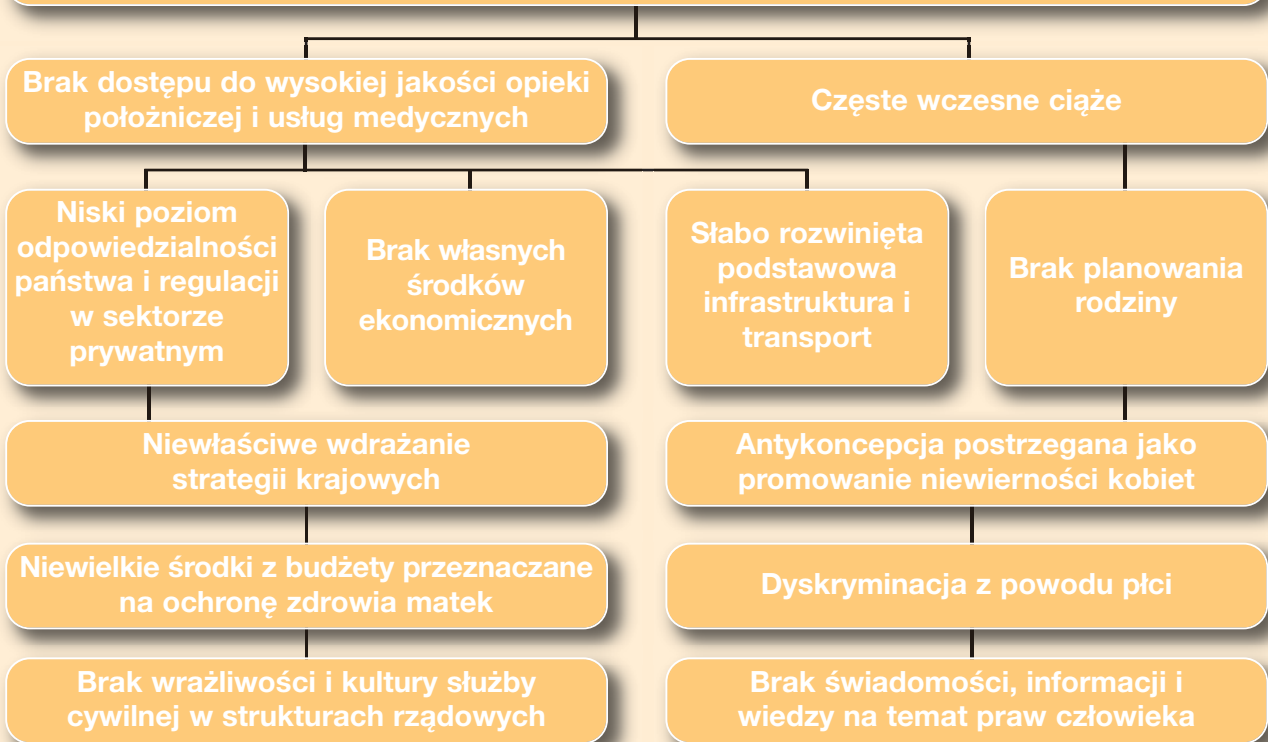 Brak dostępu do wysokiej jakości opieki
położniczej i usług medycznych
Częste wczesne ciąże
Niski poziom
odpowiedzialności
państwa i regulacji
w sektorze
prywatnym
Brak własnych
środków
ekonomicznych
Słabo rozwinięta
podstawowa
infrastruktura i
transport
Brak planowania
rodziny
Niewłaściwe wdrażanie
strategii krajowych
Antykoncepcja postrzegana jako
promowanie niewierności kobiet
Niewielkie środki z budżety przeznaczane
na ochronę zdrowia matek
Dyskryminacja z powodu płci
Brak wrażliwości i kultury służby
cywilnej w strukturach rządowych
Brak świadomości, informacji i
wiedzy na temat praw człowieka